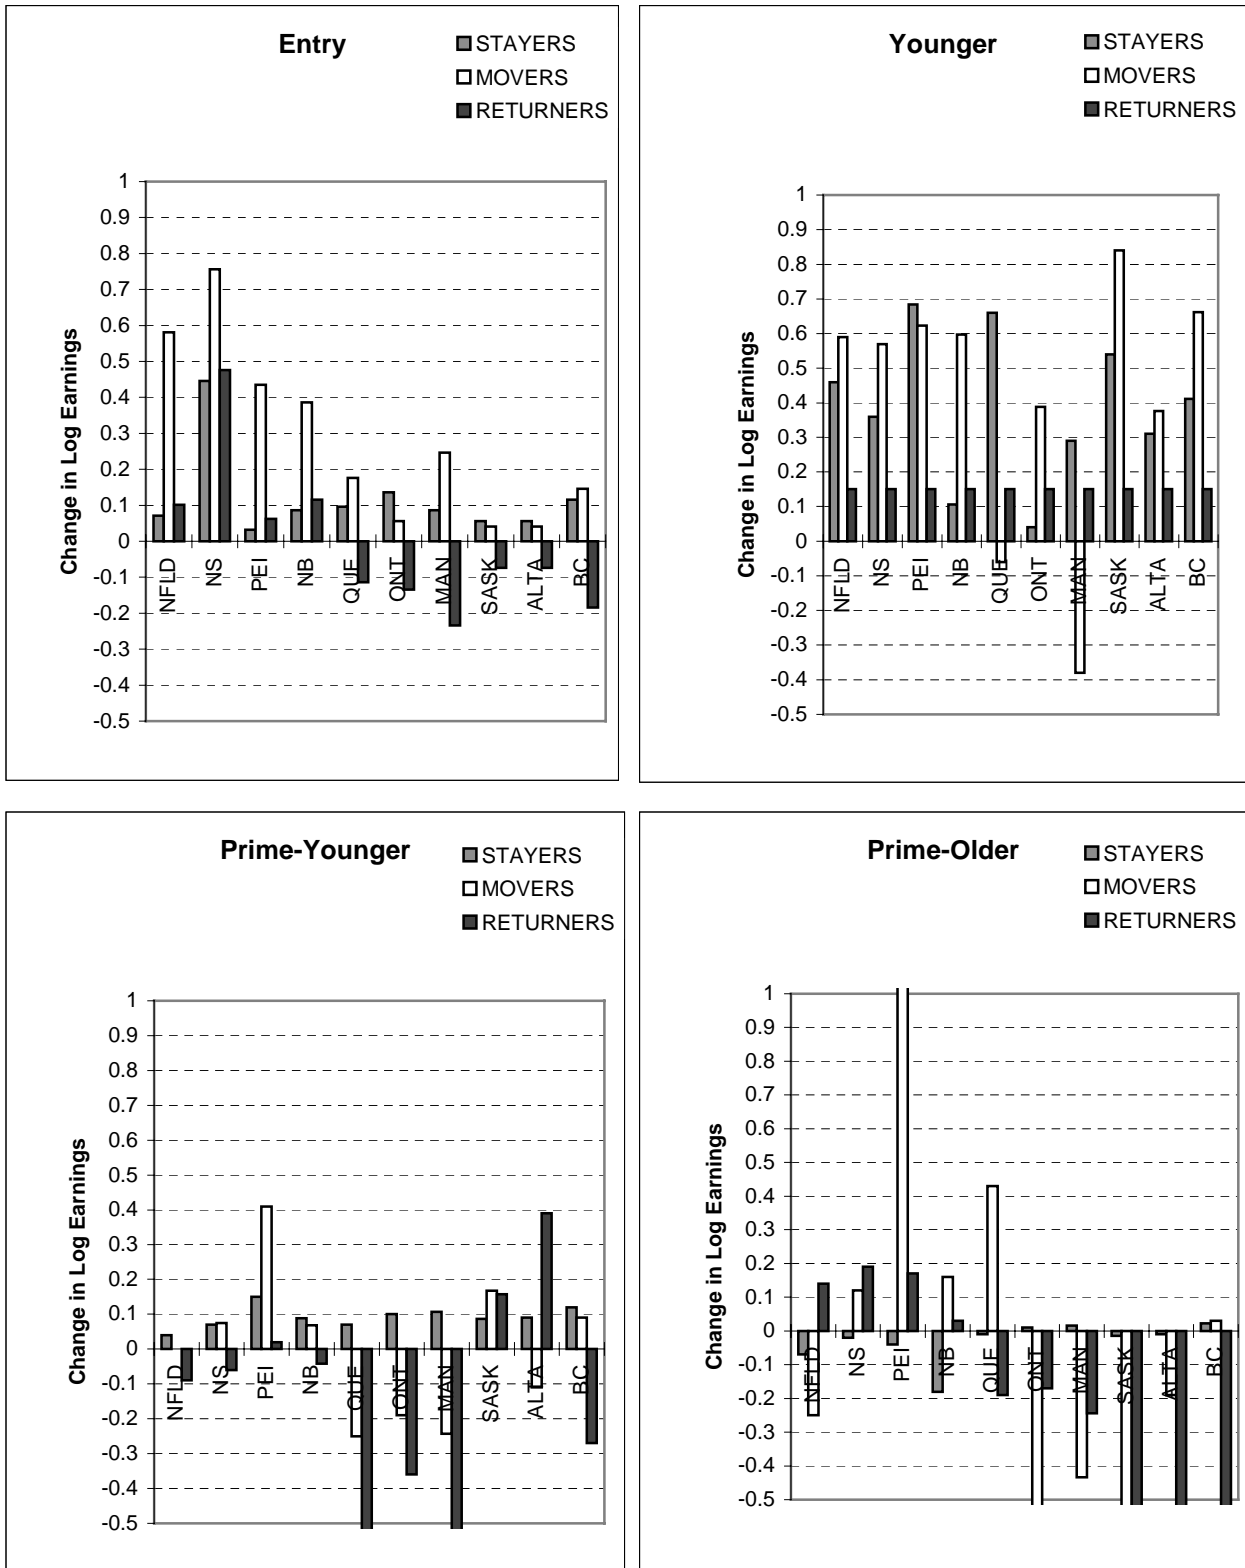 Entry
STAYERS
MOVERS
RETURNERS
Change in Log Earnings
1
0.9
0.8
0.7
0.6
0.5
0.4
0.3
0.2
0.1
0
-0.1
-0.2
-0.3
-0.4
-0.5
NFLD
NS
PEI
NB
QUE
ONT
MAN
SASK
ALTA
BC
Younger
STAYERS
MOVERS
RETURNERS
Change in Log Earnings
1
0.9
0.8
0.7
0.6
0.5
0.4
0.3
0.2
0.1
0
-0.1
-0.2
-0.3
-0.4
-0.5
NFLD
NS
PEI
NB
QUE
ONT
MAN
SASK
ALTA
BC
Prime-Younger
STAYERS
MOVERS
RETURNERS
Change in Log Earnings
1
0.9
0.8
0.7
0.6
0.5
0.4
0.3
0.2
0.1
0
-0.1
-0.2
-0.3
-0.4
-0.5
NFLD
NS
PEI
NB
QUE
ONT
MAN
SASK
ALTA
BC
Prime-Older
STAYERS
MOVERS
RETURNERS
Change in Log Earnings
1
0.9
0.8
0.7
0.6
0.5
0.4
0.3
0.2
0.1
0
-0.1
-0.2
-0.3
-0.4
-0.5
NFLD
NS
PEI
NB
QUE
ONT
MAN
SASK
ALTA
BC